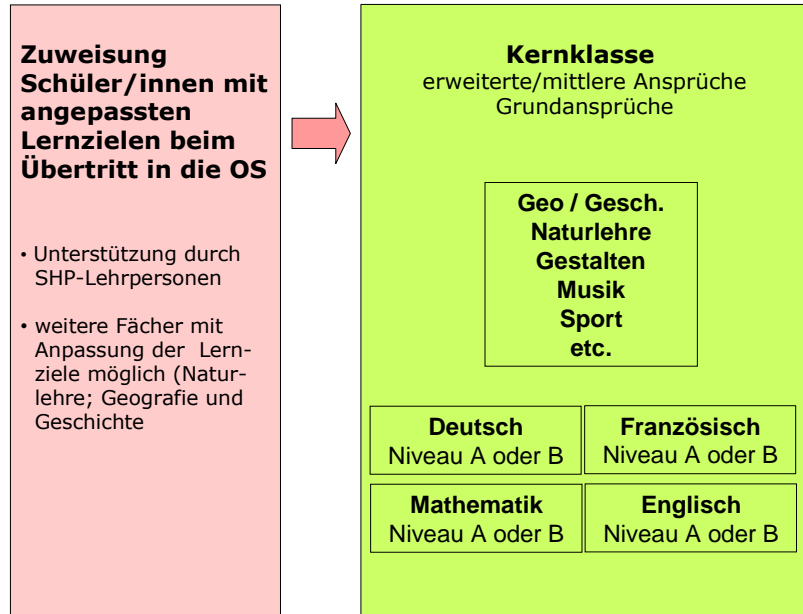 Zuweisung
Schüler/innen mit
angepassten
Lernzielen beim
Übertritt in die OS
• Unterstützung durch
SHP-Lehrpersonen
• weitere Fächer mit
Anpassung der Lern-
ziele möglich (Natur-
lehre; Geografie und
Geschichte
Kernklasse
erweiterte/mittlere Ansprüche
Grundansprüche
Geo / Gesch.
Naturlehre
Gestalten
Musik
Sport
etc.
Deutsch
Niveau A oder B
Französisch
Niveau A oder B
Mathematik
Niveau A oder B
Englisch
Niveau A oder B